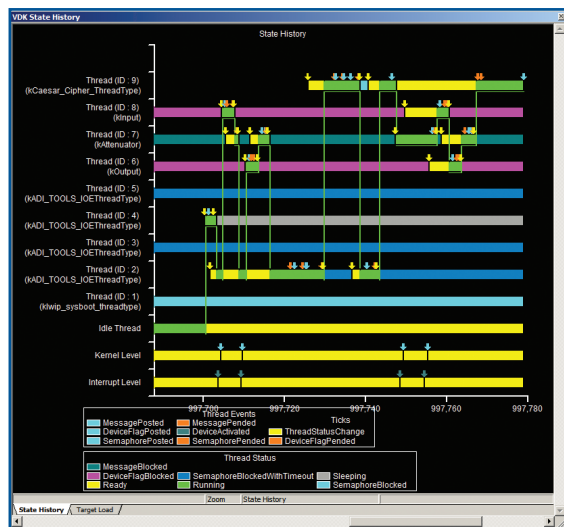 VDK State History
State History
Thread (ID : 9)
(kCaesar_Cipher_ThreadType)
Thread (ID : 8)
(kInput)
Thread (ID : 7)
(kAttenuator)
Thread (ID : 6)
(kOutput)
Thread (ID : 5)
(kADI_TOOLS_IOEThreadType)
Thread (ID : 4)
(kADI_TOOLS_IOEThreadType)
Thread (ID : 3)
(kADI_TOOLS_IOEThreadType)
Thread (ID : 2)
(kADI_TOOLS_IOEThreadType)
Thread (ID : 1)
(klwip_sysboot_threadtype)
Idle Thread
Kernel Level
Interrupt Level
997,700 997,720 997,740 997,760 997,780
Thread Events Ticks
MessagePosted MessagePended
DeviceFlagPosted DeviceActivated ThreadStatusChange
SemaphorePosted SemaphorePended DeviceFlagPended
Thread Status
MessageBlocked
DeviceFlagBlocked SemaphoreBlockedWithTimeout Sleeping
Ready Running SemaphoreBlocked
Zoom State History
State History Target Load